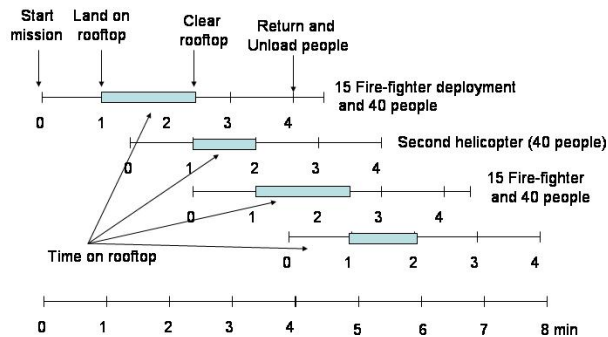 Start
mission
Land on
rooftop
Clear
rooftop
Return and
Unload people
15 Fire-fighter deployment
and 40 people
0 1 2 3 4
Second helicopter (40 people)
0 1 2 3 4
15 Fire-fighter
and 40 people
0 1 2 3 4
Time on rooftop
0 1 2 3 4
0 1 2 3 4 5 6 7 8 min